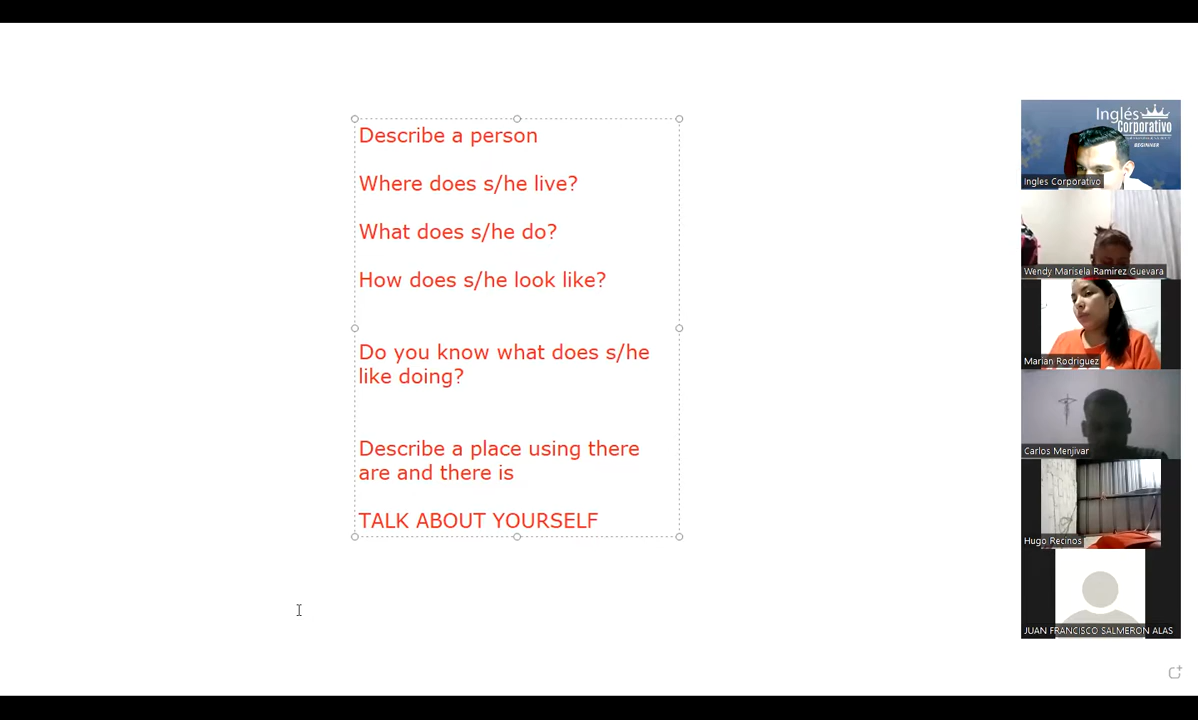 Describe a person
Where does s/he live?
What does s/he do?
How does s/he look like?
Do you know what does s/he
like doing?
Describe a place using there
are and there is
TALK ABOUT YOURSELF
Inglés
Corporativo
BEGINNER
Ingles Corporativo
Wendy Marisela Ramirez Guevara
Marian Rodriguez
Carlos Menjivar
Hugo Recinos
JUAN FRANCISCO SALMERON ALAS